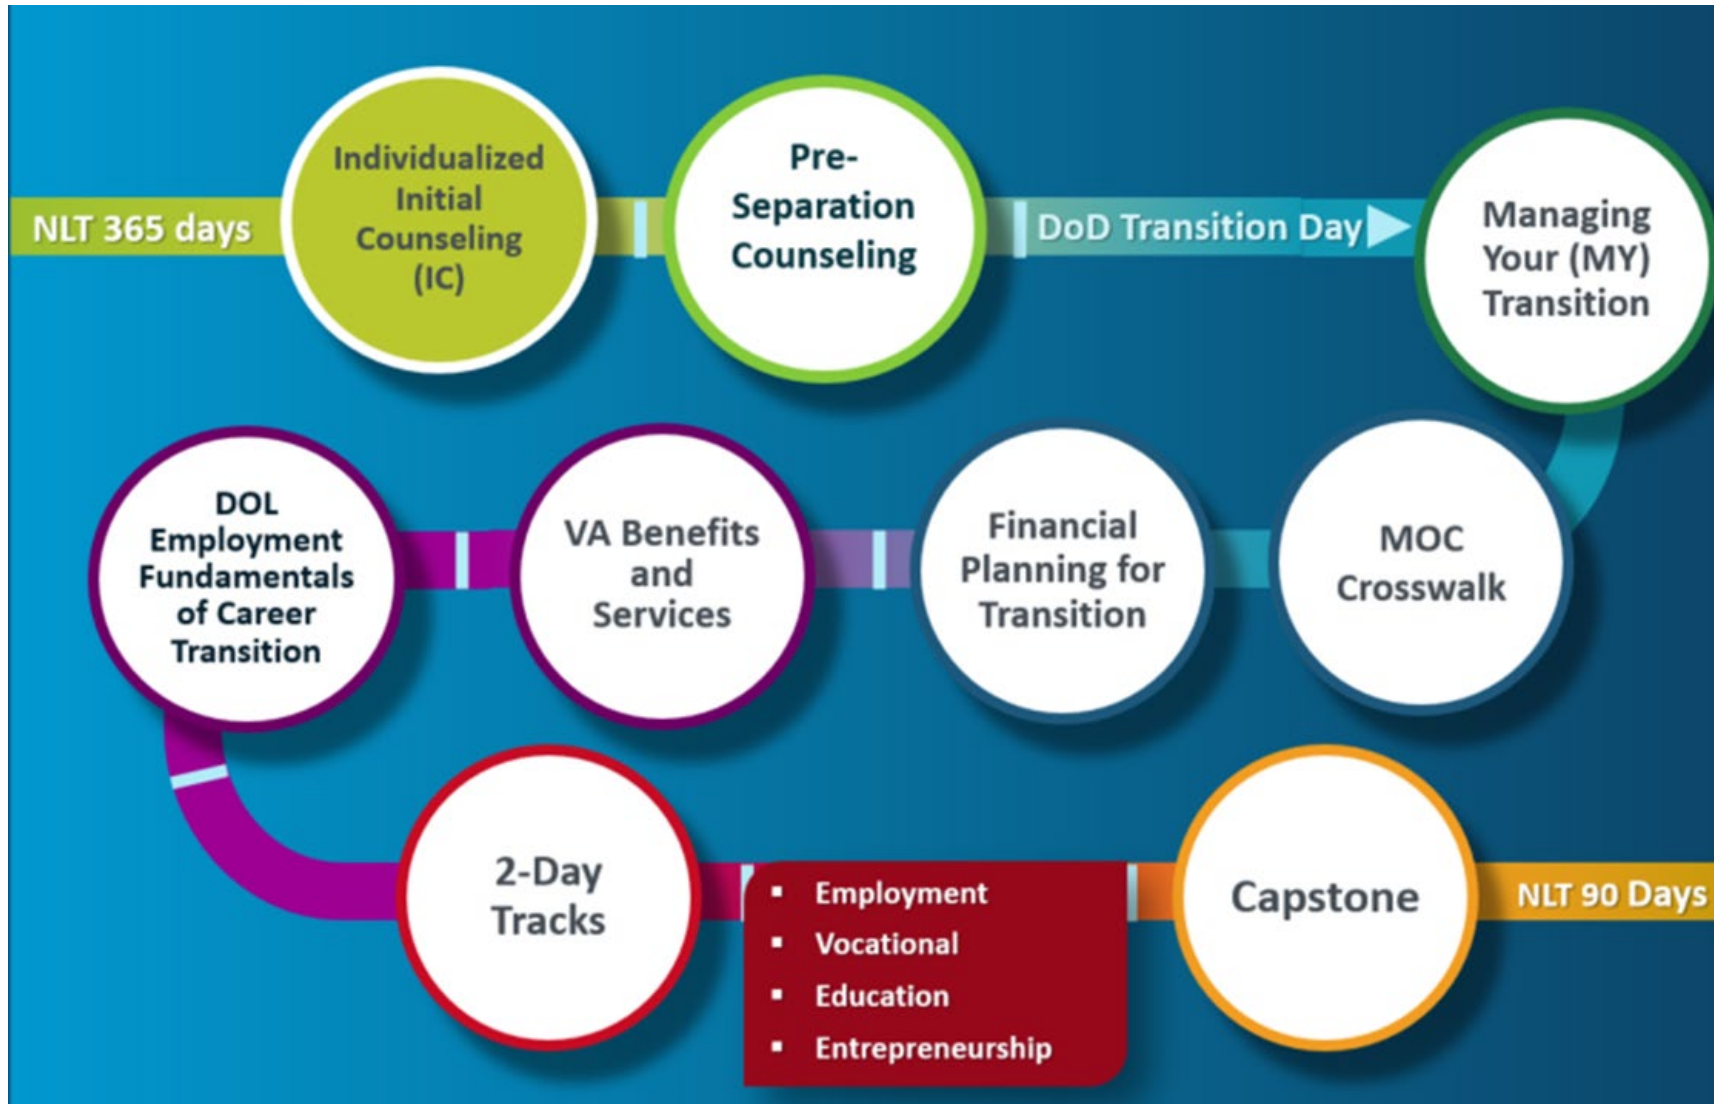 NLT 365 days
Individualized
Initial
Counseling
(IC)
Pre-
Separation
Counseling
DoD Transition Day
Managing
Your (MY)
Transition
MOC
Crosswalk
Financial
Planning for
Transition
VA Benefits
and
Services
DOL
Employment
Fundamentals
of Career
Transition
2-Day
Tracks
▪ Employment
▪ Vocational
▪ Education
▪ Entrepreneurship
Capstone
NLT 90 Days